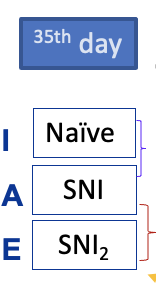 35th day
I Naïve
A SNI
E SNI₂